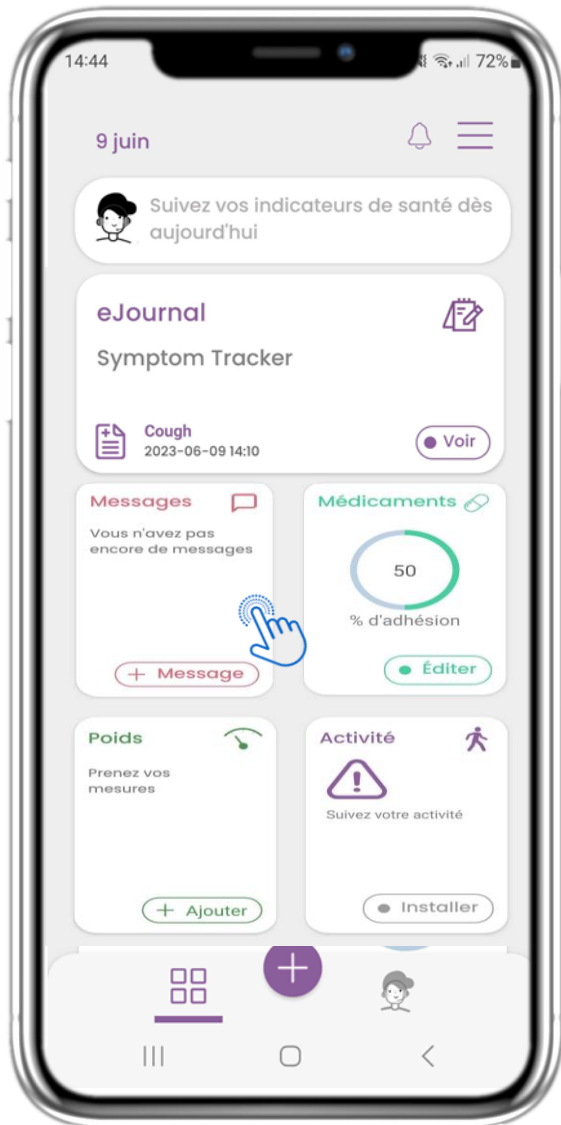 14:44
72%
9 juin
Suivez vos indicateurs de santé dès
aujourd'hui
eJournal
Symptom Tracker
Cough
2023-06-09 14:10
Voir
Messages
Vous n'avez pas
encore de messages
+ Message
Médicaments
50
% d'adhésion
Éditer
Poids
Prenez vos
mesures
+ Ajouter
Activité
Suivez votre activité
Installer